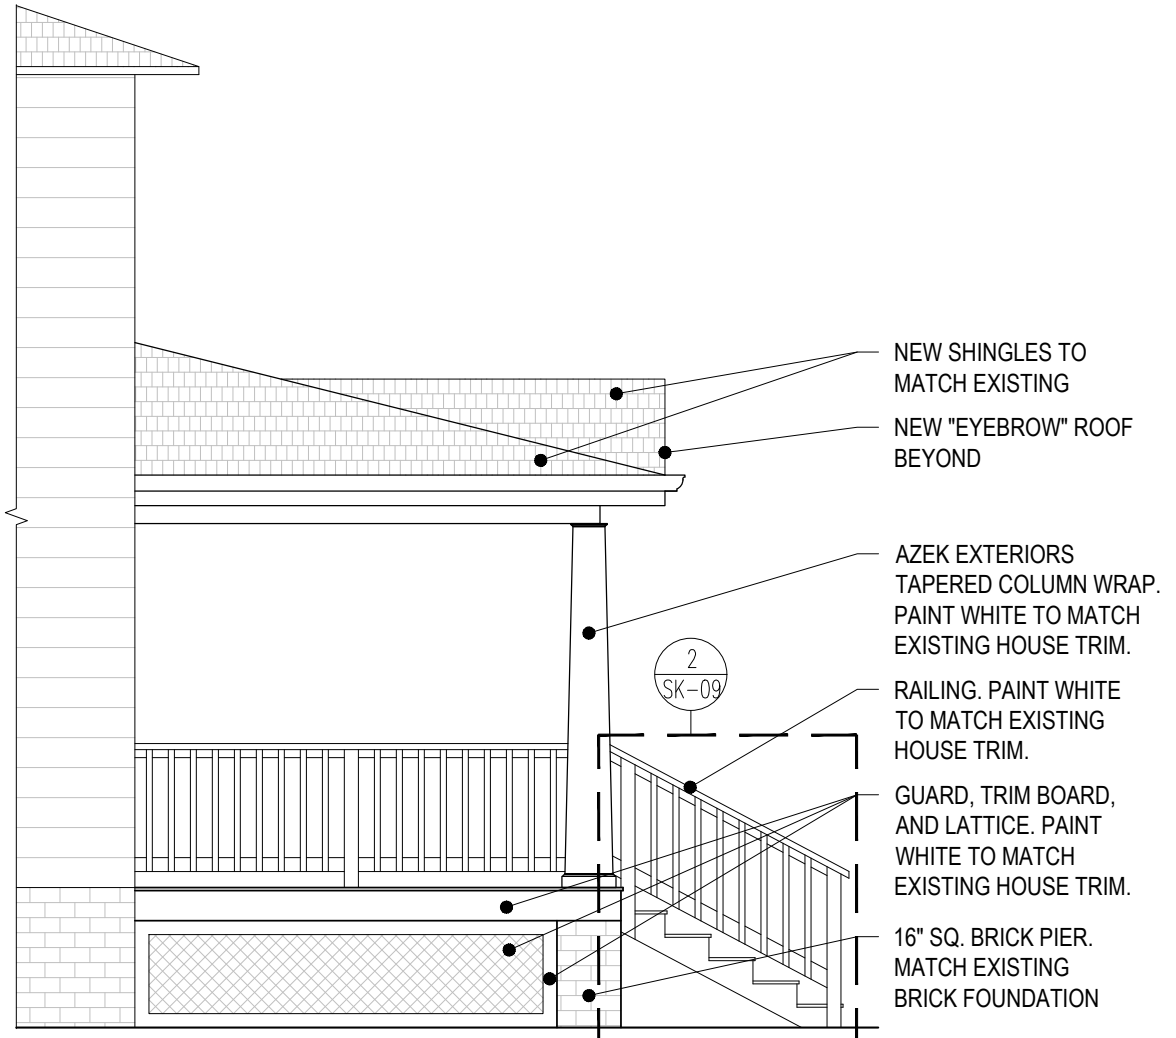 NEW SHINGLES TO
MATCH EXISTING
NEW "EYEBROW" ROOF
BEYOND
AZEK EXTERIORS
TAPERED COLUMN WRAP.
PAINT WHITE TO MATCH
EXISTING HOUSE TRIM.
2
SK-09
RAILING. PAINT WHITE
TO MATCH EXISTING
HOUSE TRIM.
GUARD, TRIM BOARD,
AND LATTICE. PAINT
WHITE TO MATCH
EXISTING HOUSE TRIM.
16" SQ. BRICK PIER.
MATCH EXISTING
BRICK FOUNDATION